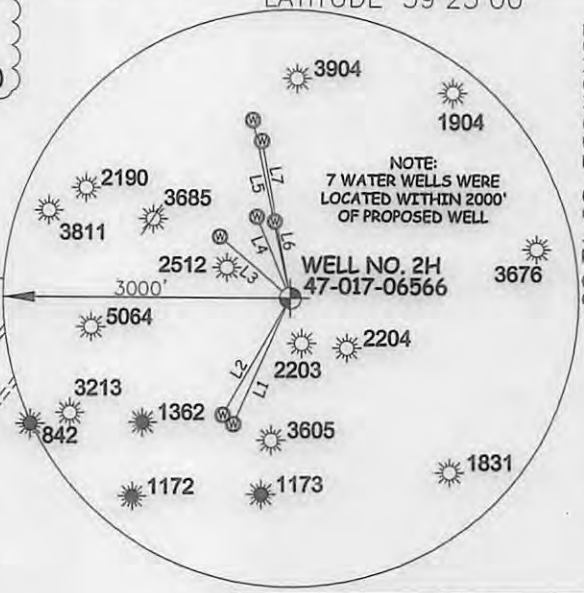 LATITUDE 39°25'00"
3904
1904
NOTE:
7 WATER WELLS WERE
LOCATED WITHIN 2000'
OF PROPOSED WELL
2190
3685
3811
W
W
L5
L7
W
W
L4
L6
W
2512
L3
WELL NO. 2H
47-017-06566
3676
3000'
5064
2203
2204
L2
L1
3213
1362
W
W
842
3605
1831
1172
1173